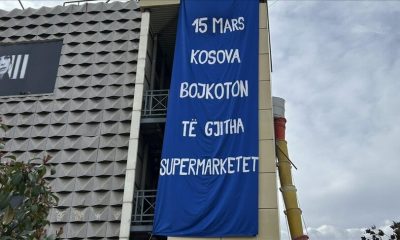 15 MARS
KOSOVA
BOJKOTON
TË GJITHA
SUPERMARKETET